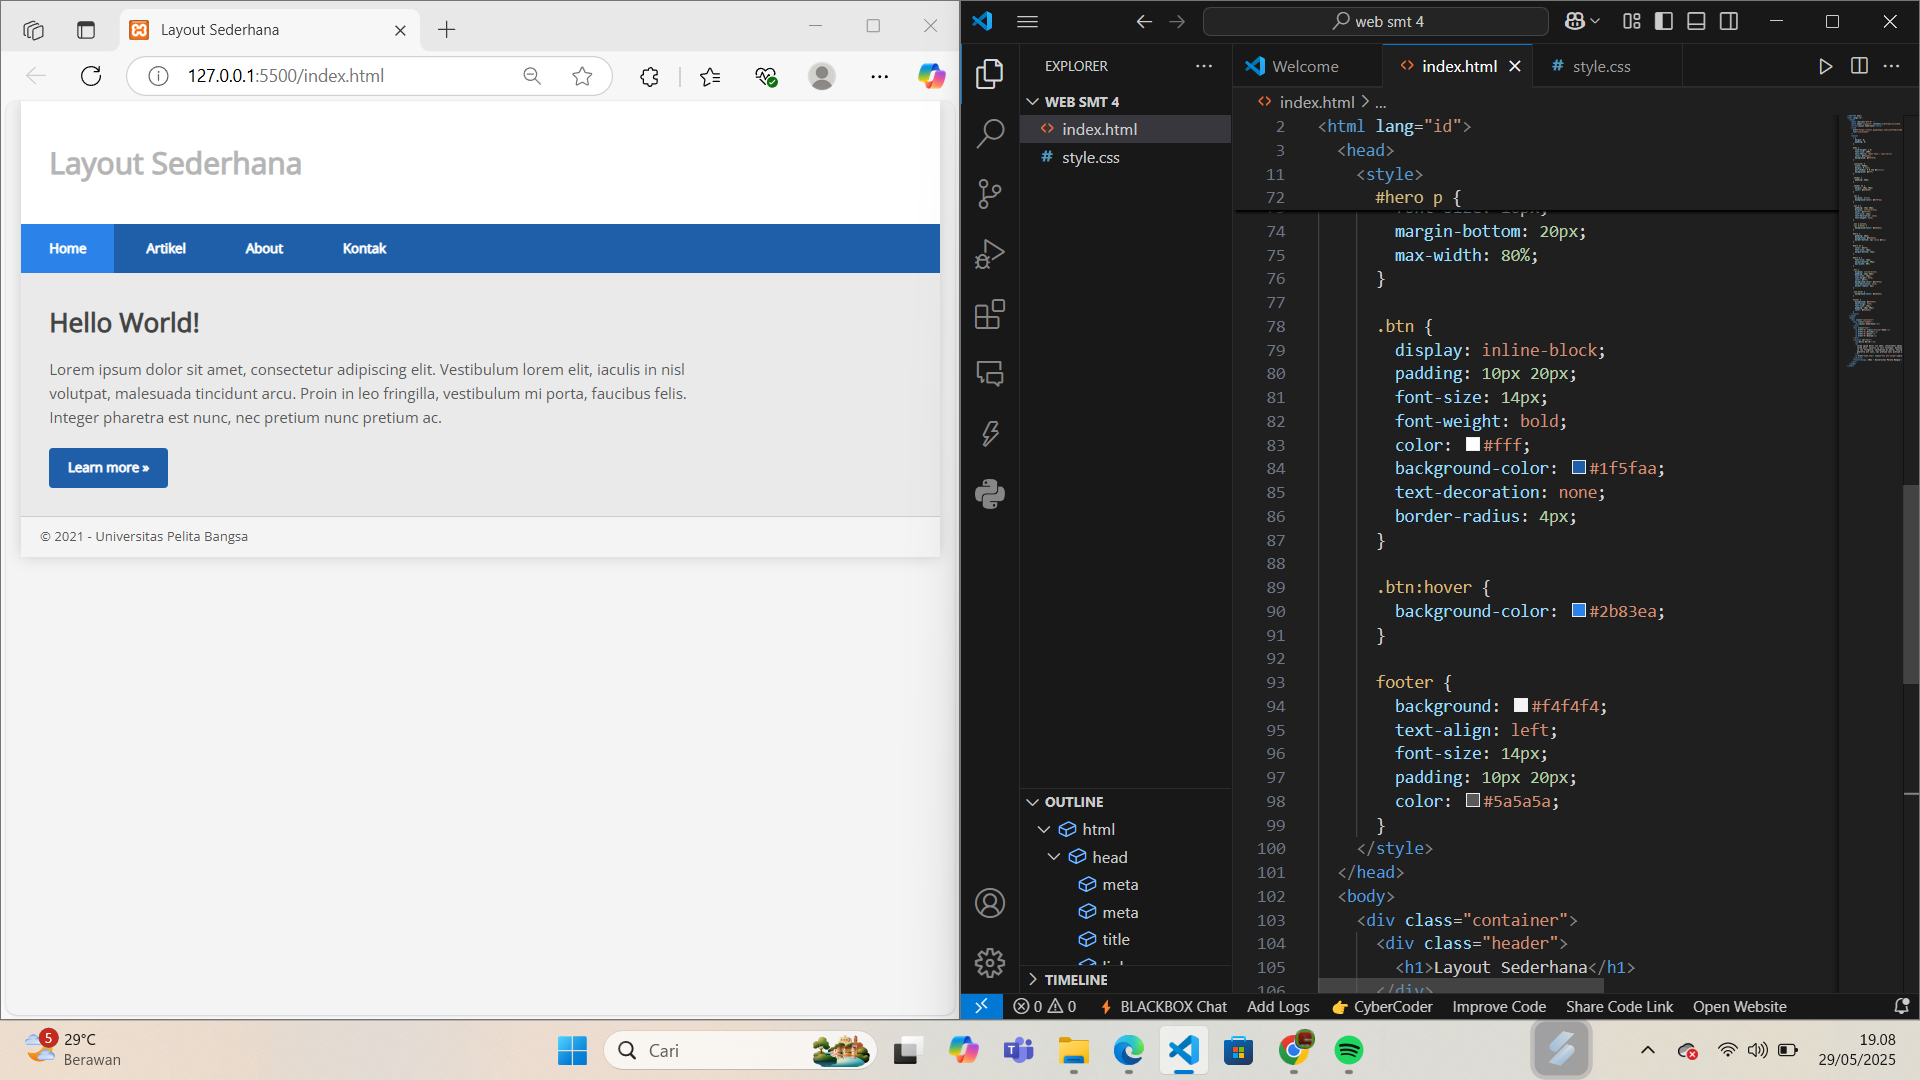 Layout Sederhana
127.0.0.1:5500/index.html
Layout Sederhana
Home
Artikel
About
Kontak
Hello World!
Lorem ipsum dolor sit amet, consectetur adipiscing elit. Vestibulum lorem elit, iaculis in nisl
volutpat, malesuada tincidunt arcu. Proin in leo fringilla, vestibulum mi porta, faucibus felis.
Integer pharetra est nunc, nec pretium nunc pretium ac.
Learn more »
© 2021 - Universitas Pelita Bangsa
web smt 4
EXPLORER
WEB SMT 4
index.html
style.css
OUTLINE
html
head
meta
meta
title
TIMELINE
Welcome
index.html
style.css
index.html > ...
2 <html lang="id">
3 <head>
11 <style>
72 #hero p {
74 margin-bottom: 20px;
75 max-width: 80%;
76 }
77
78 .btn {
79 display: inline-block;
80 padding: 10px 20px;
81 font-size: 14px;
82 font-weight: bold;
83 color: #fff;
84 background-color: #1f5faa;
85 text-decoration: none;
86 border-radius: 4px;
87 }
88
89 .btn:hover {
90 background-color: #2b83ea;
91 }
92
93 footer {
94 background: #f4f4f4;
95 text-align: left;
96 font-size: 14px;
97 padding: 10px 20px;
98 color: #5a5a5a;
99 }
100 </style>
101 </head>
102 <body>
103 <div class="container">
104 <div class="header">
105 <h1>Layout Sederhana</h1>
106 </div>
0 0
BLACKBOX Chat
Add Logs
CyberCoder
Improve Code
Share Code Link
Open Website
5
29°C
Berawan
Cari
19.08
29/05/2025